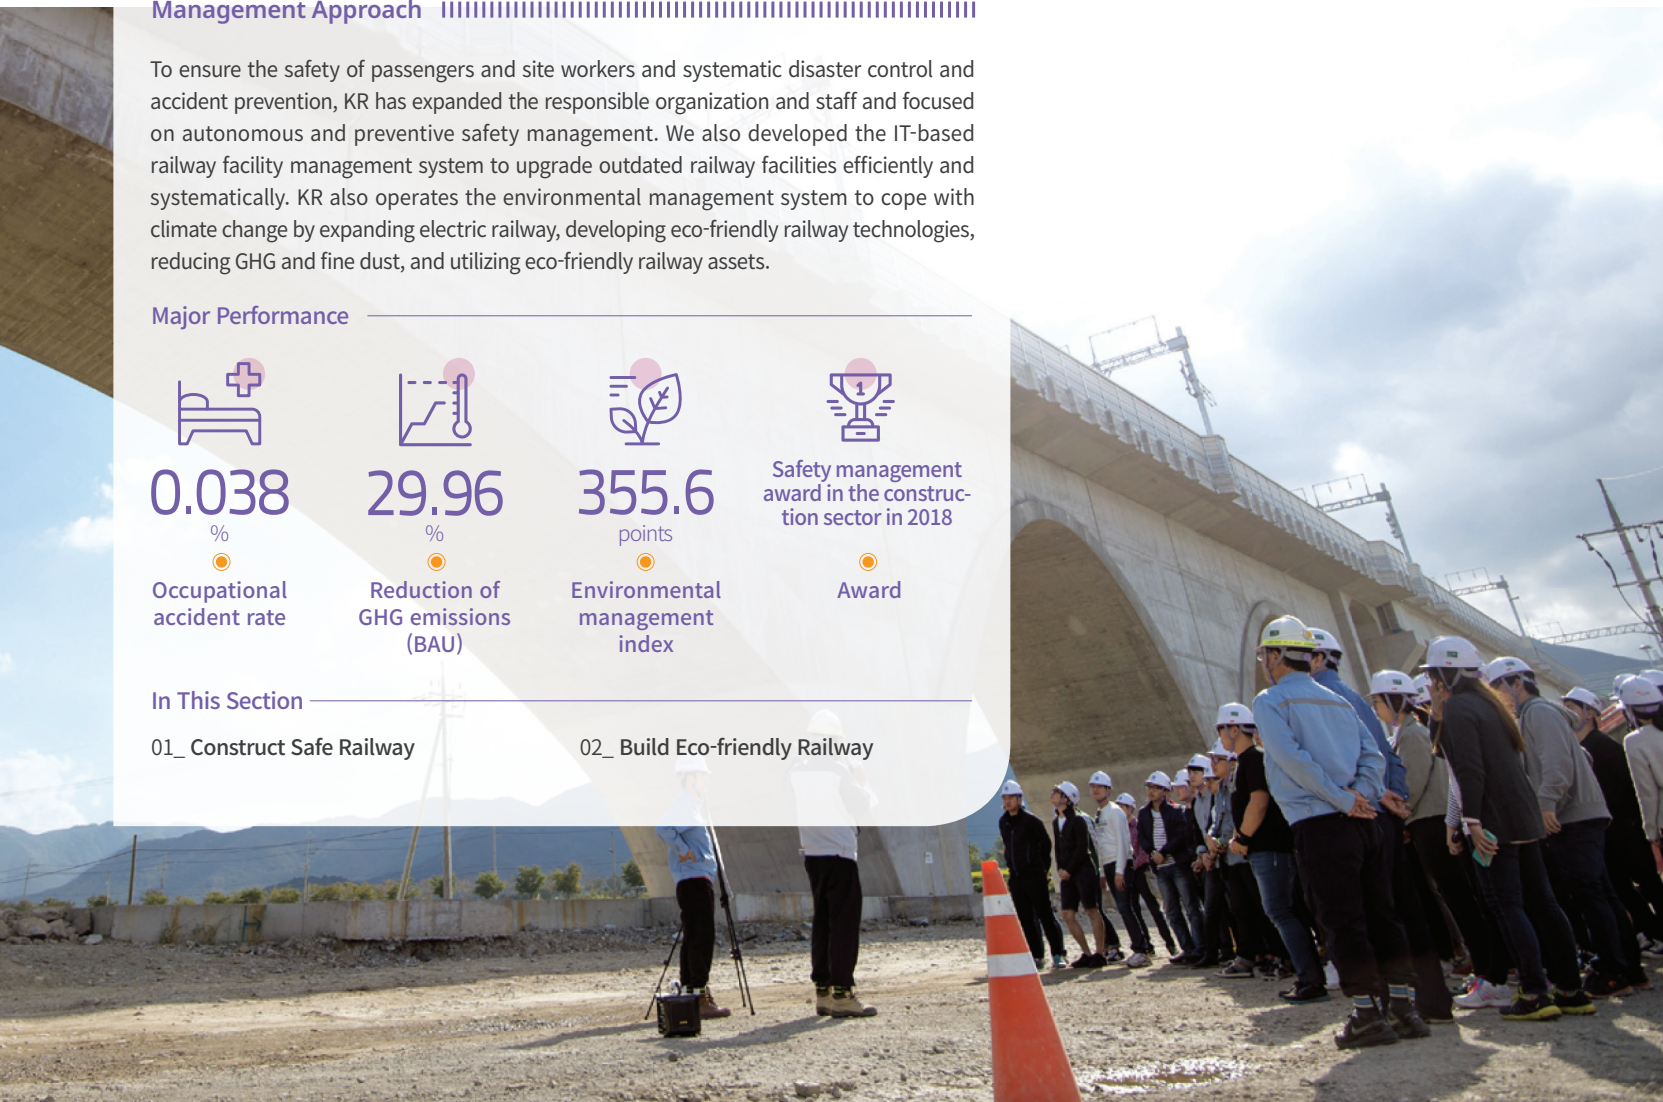 Management Approach
To ensure the safety of passengers and site workers and systematic disaster control and
accident prevention, KR has expanded the responsible organization and staff and focused
on autonomous and preventive safety management. We also developed the IT-based
railway facility management system to upgrade outdated railway facilities efficiently and
systematically. KR also operates the environmental management system to cope with
climate change by expanding electric railway, developing eco-friendly railway technologies,
reducing GHG and fine dust, and utilizing eco-friendly railway assets.
Major Performance
1
0.038
%
Occupational
accident rate
29.96
%
Reduction of
GHG emissions
(BAU)
355.6
points
Environmental
management
index
Safety management
award in the construc-
tion sector in 2018
Award
In This Section
01_ Construct Safe Railway
02_ Build Eco-friendly Railway